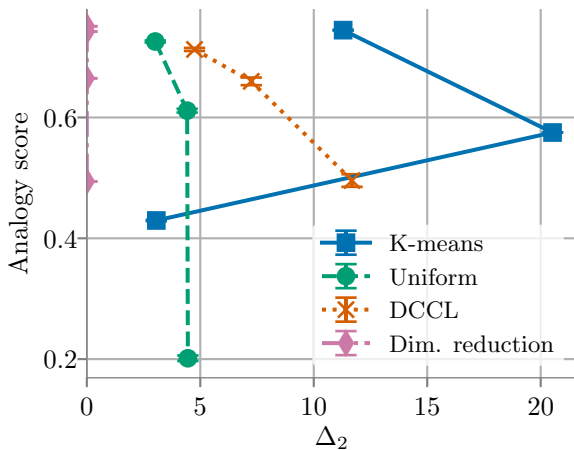 Analogy score
0.6
0.4
0.2
K-means
Uniform
DCCL
Dim. reduction
0 5 10 15 20
Δ₂